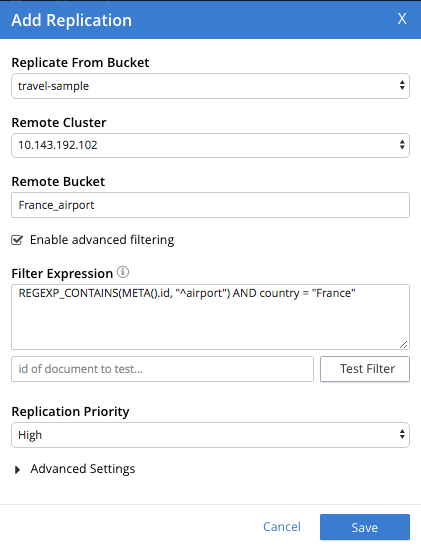 Add Replication X
Replicate From Bucket
travel-sample
Remote Cluster
10.143.192.102
Remote Bucket
France_airport
Enable advanced filtering
Filter Expression
REGEXP_CONTAINS(META().id, "^airport") AND country = "France"
id of document to test... Test Filter
Replication Priority
High
Advanced Settings
Cancel Save